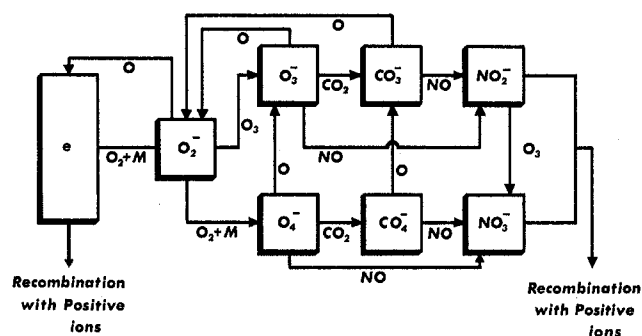 O
O
O
O₃⁻
CO₂
CO₃⁻
NO
NO₂⁻
e
O₂+M
O₂⁻
O₃
NO
O
O
O₃
O₂+M
O₄⁻
CO₂
CO₄⁻
NO
NO₃⁻
NO
Recombination
with Positive
ions
Recombination
with Positive
ions